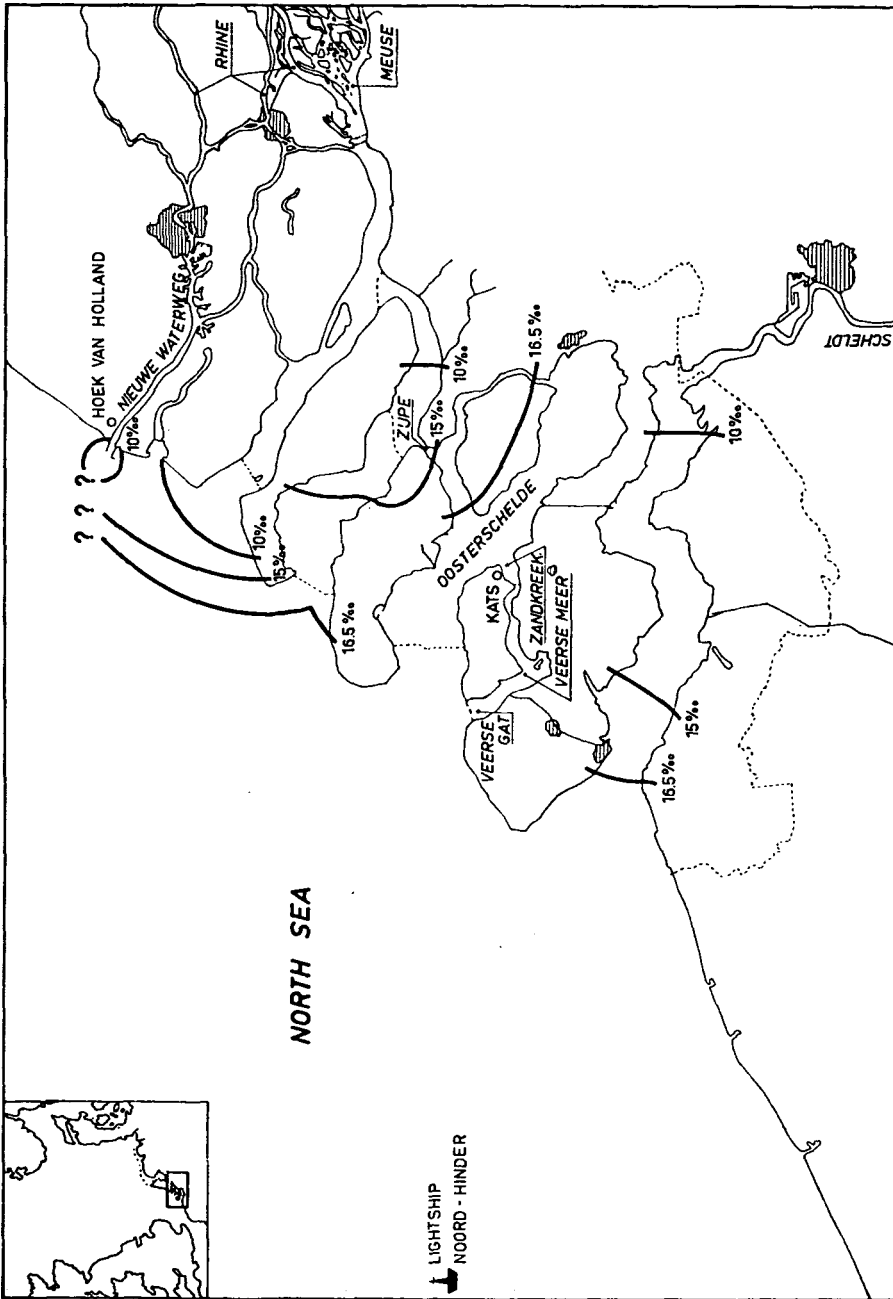 RHINE
MEUSE
HOEK VAN HOLLAND
NIEUWE WATERWEG
10‰
?
?
?
10‰
15‰
16.5‰
10‰
ZIJPE
15‰
16.5‰
OOSTERSCHELDE
KATS
ZANDKREEK
VEERSE MEER
VEERSE
GAT
10‰
15‰
16.5‰
SCHELDT
NORTH SEA
LIGHTSHIP
NOORD - HINDER